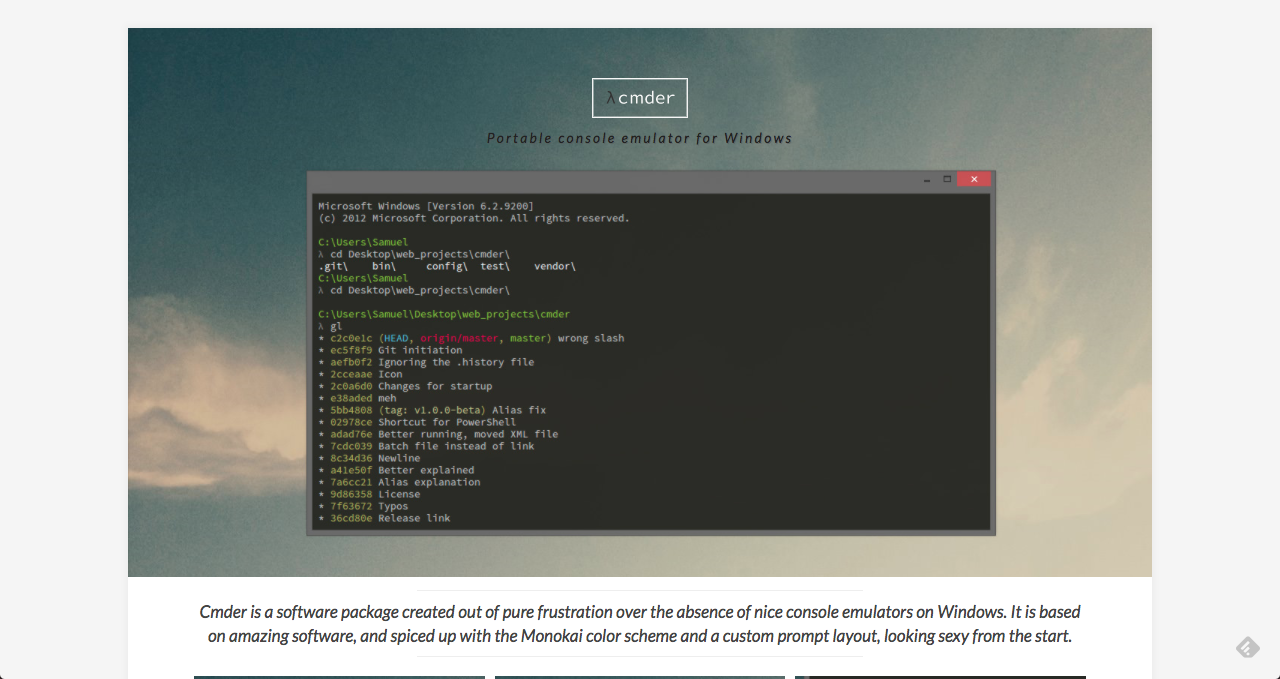 λ cmder
Portable console emulator for Windows
Microsoft Windows [Version 6.2.9200]
(c) 2012 Microsoft Corporation. All rights reserved.
C:\Users\Samuel
λ cd Desktop\web_projects\cmder\
.git\ bin\ config\ test\ vendor\
C:\Users\Samuel
λ cd Desktop\web_projects\cmder\
C:\Users\Samuel\Desktop\web_projects\cmder
λ gl
* c2c0e1c (HEAD, origin/master, master) wrong slash
* ec5f8f9 Git initiation
* aefb0f2 Ignoring the .history file
* 2cceaae Icon
* 2c0a6d0 Changes for startup
* e38aded meh
* 5bb4808 (tag: v1.0.0-beta) Alias fix
* 02978ce Shortcut for PowerShell
* adad76e Better running, moved XML file
* 7cdc039 Batch file instead of link
* 8c34d36 Newline
* a41e50f Better explained
* 7a6cc21 Alias explanation
* 9d86358 License
* 7f63672 Typos
* 36cd80e Release link
Cmder is a software package created out of pure frustration over the absence of nice console emulators on Windows. It is based
on amazing software, and spiced up with the Monokai color scheme and a custom prompt layout, looking sexy from the start.